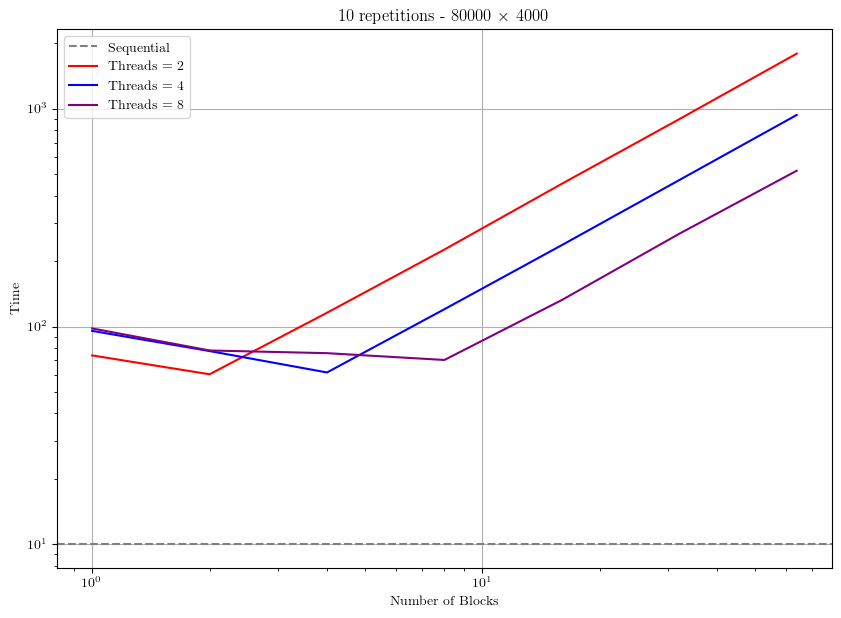 10 repetitions - 80000 × 4000
Sequential
Threads = 2
Threads = 4
Threads = 8
Time
10³
10²
10¹
10⁰
10¹
Number of Blocks